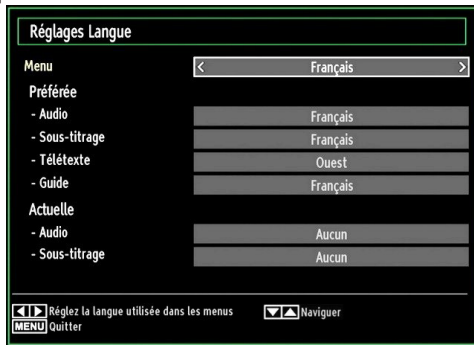 Réglages Langue
Menu < Français >
Préférée
- Audio Français
- Sous-titrage Français
- Télétexte Ouest
- Guide Français
Actuelle
- Audio Aucun
- Sous-titrage Aucun
Réglez la langue utilisée dans les menus Naviguer
MENU Quitter